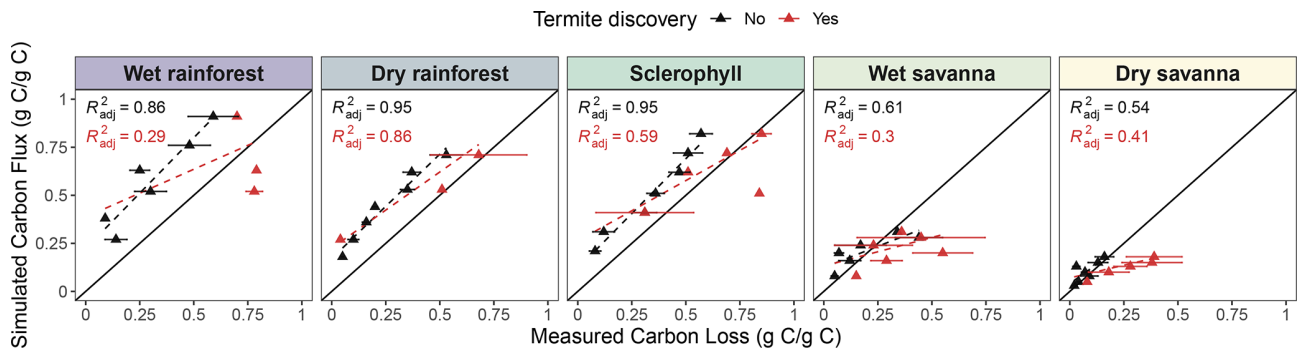 Termite discovery No Yes
Simulated Carbon Flux (g C/g C)
Wet rainforest Dry rainforest Sclerophyll Wet savanna Dry savanna
R²adj = 0.86 R²adj = 0.95 R²adj = 0.95 R²adj = 0.61 R²adj = 0.54
R²adj = 0.29 R²adj = 0.86 R²adj = 0.59 R²adj = 0.3 R²adj = 0.41
1
0.75
0.5
0.25
0
0 0.25 0.5 0.75 1 0 0.25 0.5 0.75 1 0 0.25 0.5 0.75 1 0 0.25 0.5 0.75 1 0 0.25 0.5 0.75 1
Measured Carbon Loss (g C/g C)